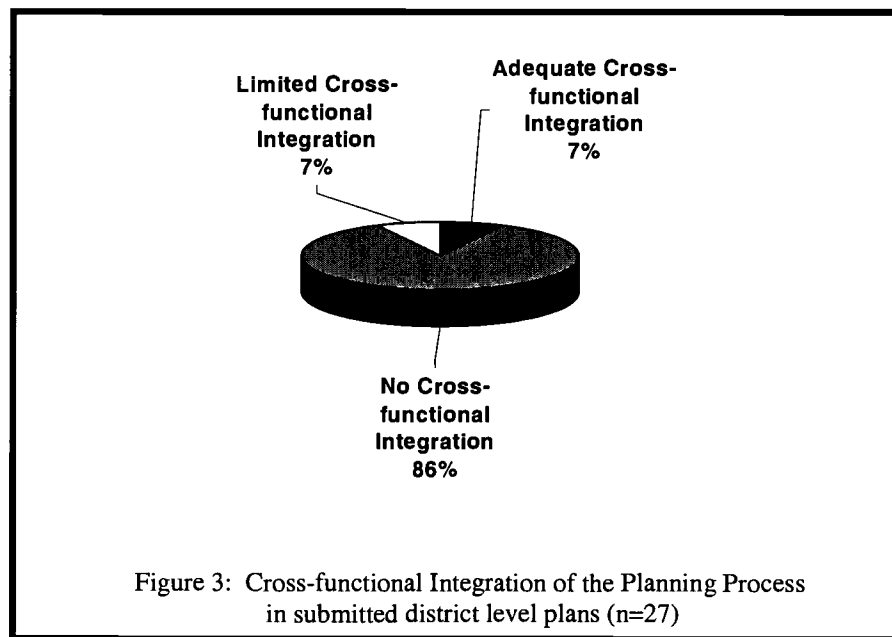 Limited Cross-
functional
Integration
7%
Adequate Cross-
functional
Integration
7%
No Cross-
functional
Integration
86%
Figure 3: Cross-functional Integration of the Planning Process
in submitted district level plans (n=27)